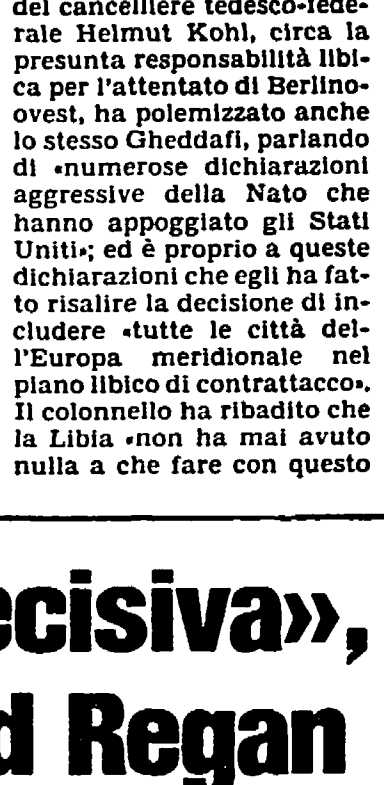 del cancelliere tedesco-fede-
rale Helmut Kohl, circa la
presunta responsabilità libi-
ca per l'attentato di Berlino-
ovest, ha polemizzato anche
lo stesso Gheddafi, parlando
di «numerose dichiarazioni
aggressive della Nato che
hanno appoggiato gli Stati
Uniti»; ed è proprio a queste
dichiarazioni che egli ha fat-
to risalire la decisione di in-
cludere «tutte le città del-
l'Europa meridionale nel
piano libico di contrattacco».
Il colonnello ha ribadito che
la Libia «non ha mai avuto
nulla a che fare con questo
ecisiva»,
d Regan